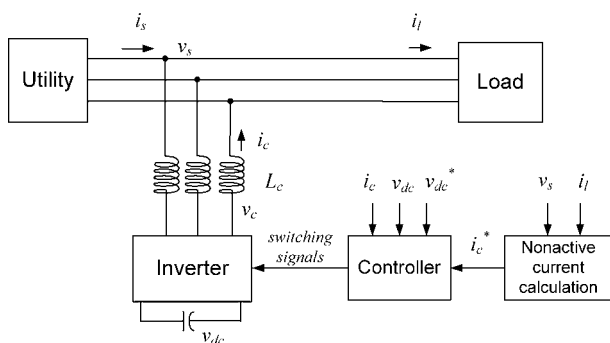 i_s
v_s
i_l
Utility
Load
i_c
L_c
v_c
i_c
v_dc
v_dc*
v_s
i_l
switching
signals
i_c*
Inverter
Controller
Nonactive
current
calculation
v_dc